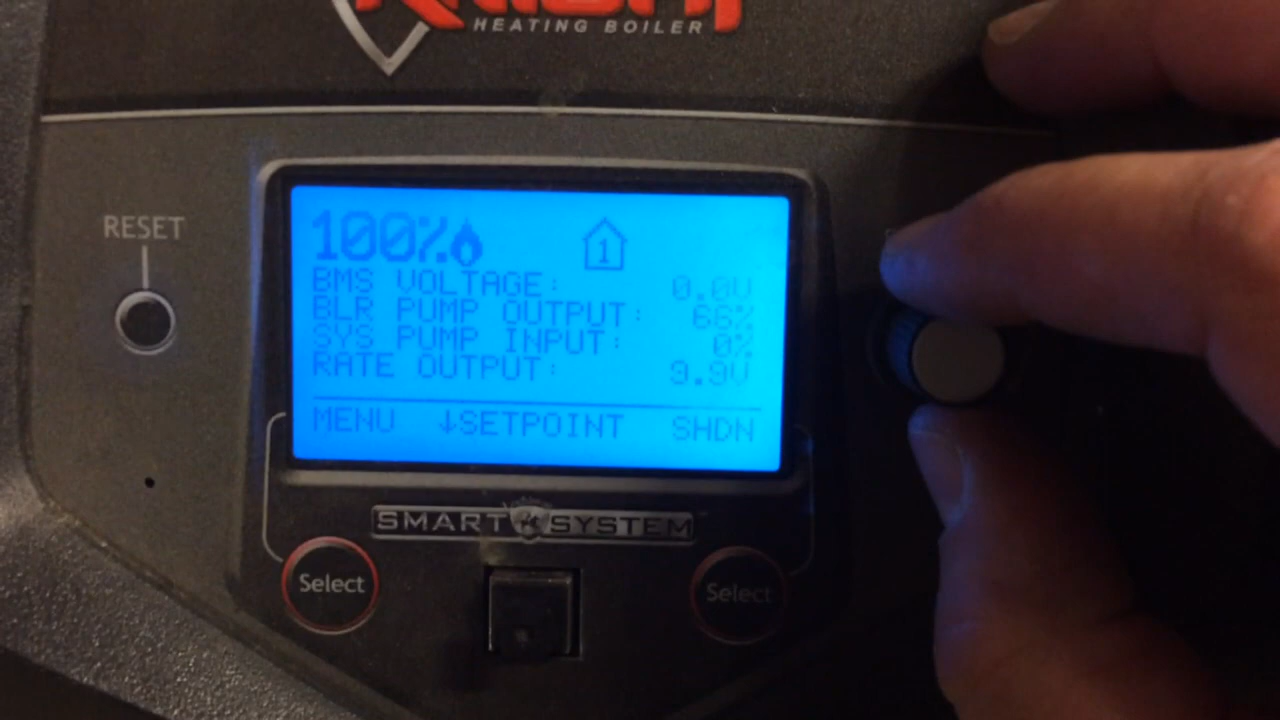 KNIGHT
HEATING BOILER
RESET
100% 1
BMS VOLTAGE: 0.0V
BLR PUMP OUTPUT: 66%
SYS PUMP INPUT: 0%
RATE OUTPUT: 9.9V
MENU ↓SETPOINT SHDN
SMART SYSTEM
Select Select